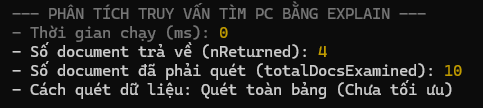 --- PHÂN TÍCH TRUY VẤN TÌM PC BẰNG EXPLAIN ---
- Thời gian chạy (ms): 0
- Số document trả về (nReturned): 4
- Số document đã phải quét (totalDocsExamined): 10
- Cách quét dữ liệu: Quét toàn bảng (Chưa tối ưu)